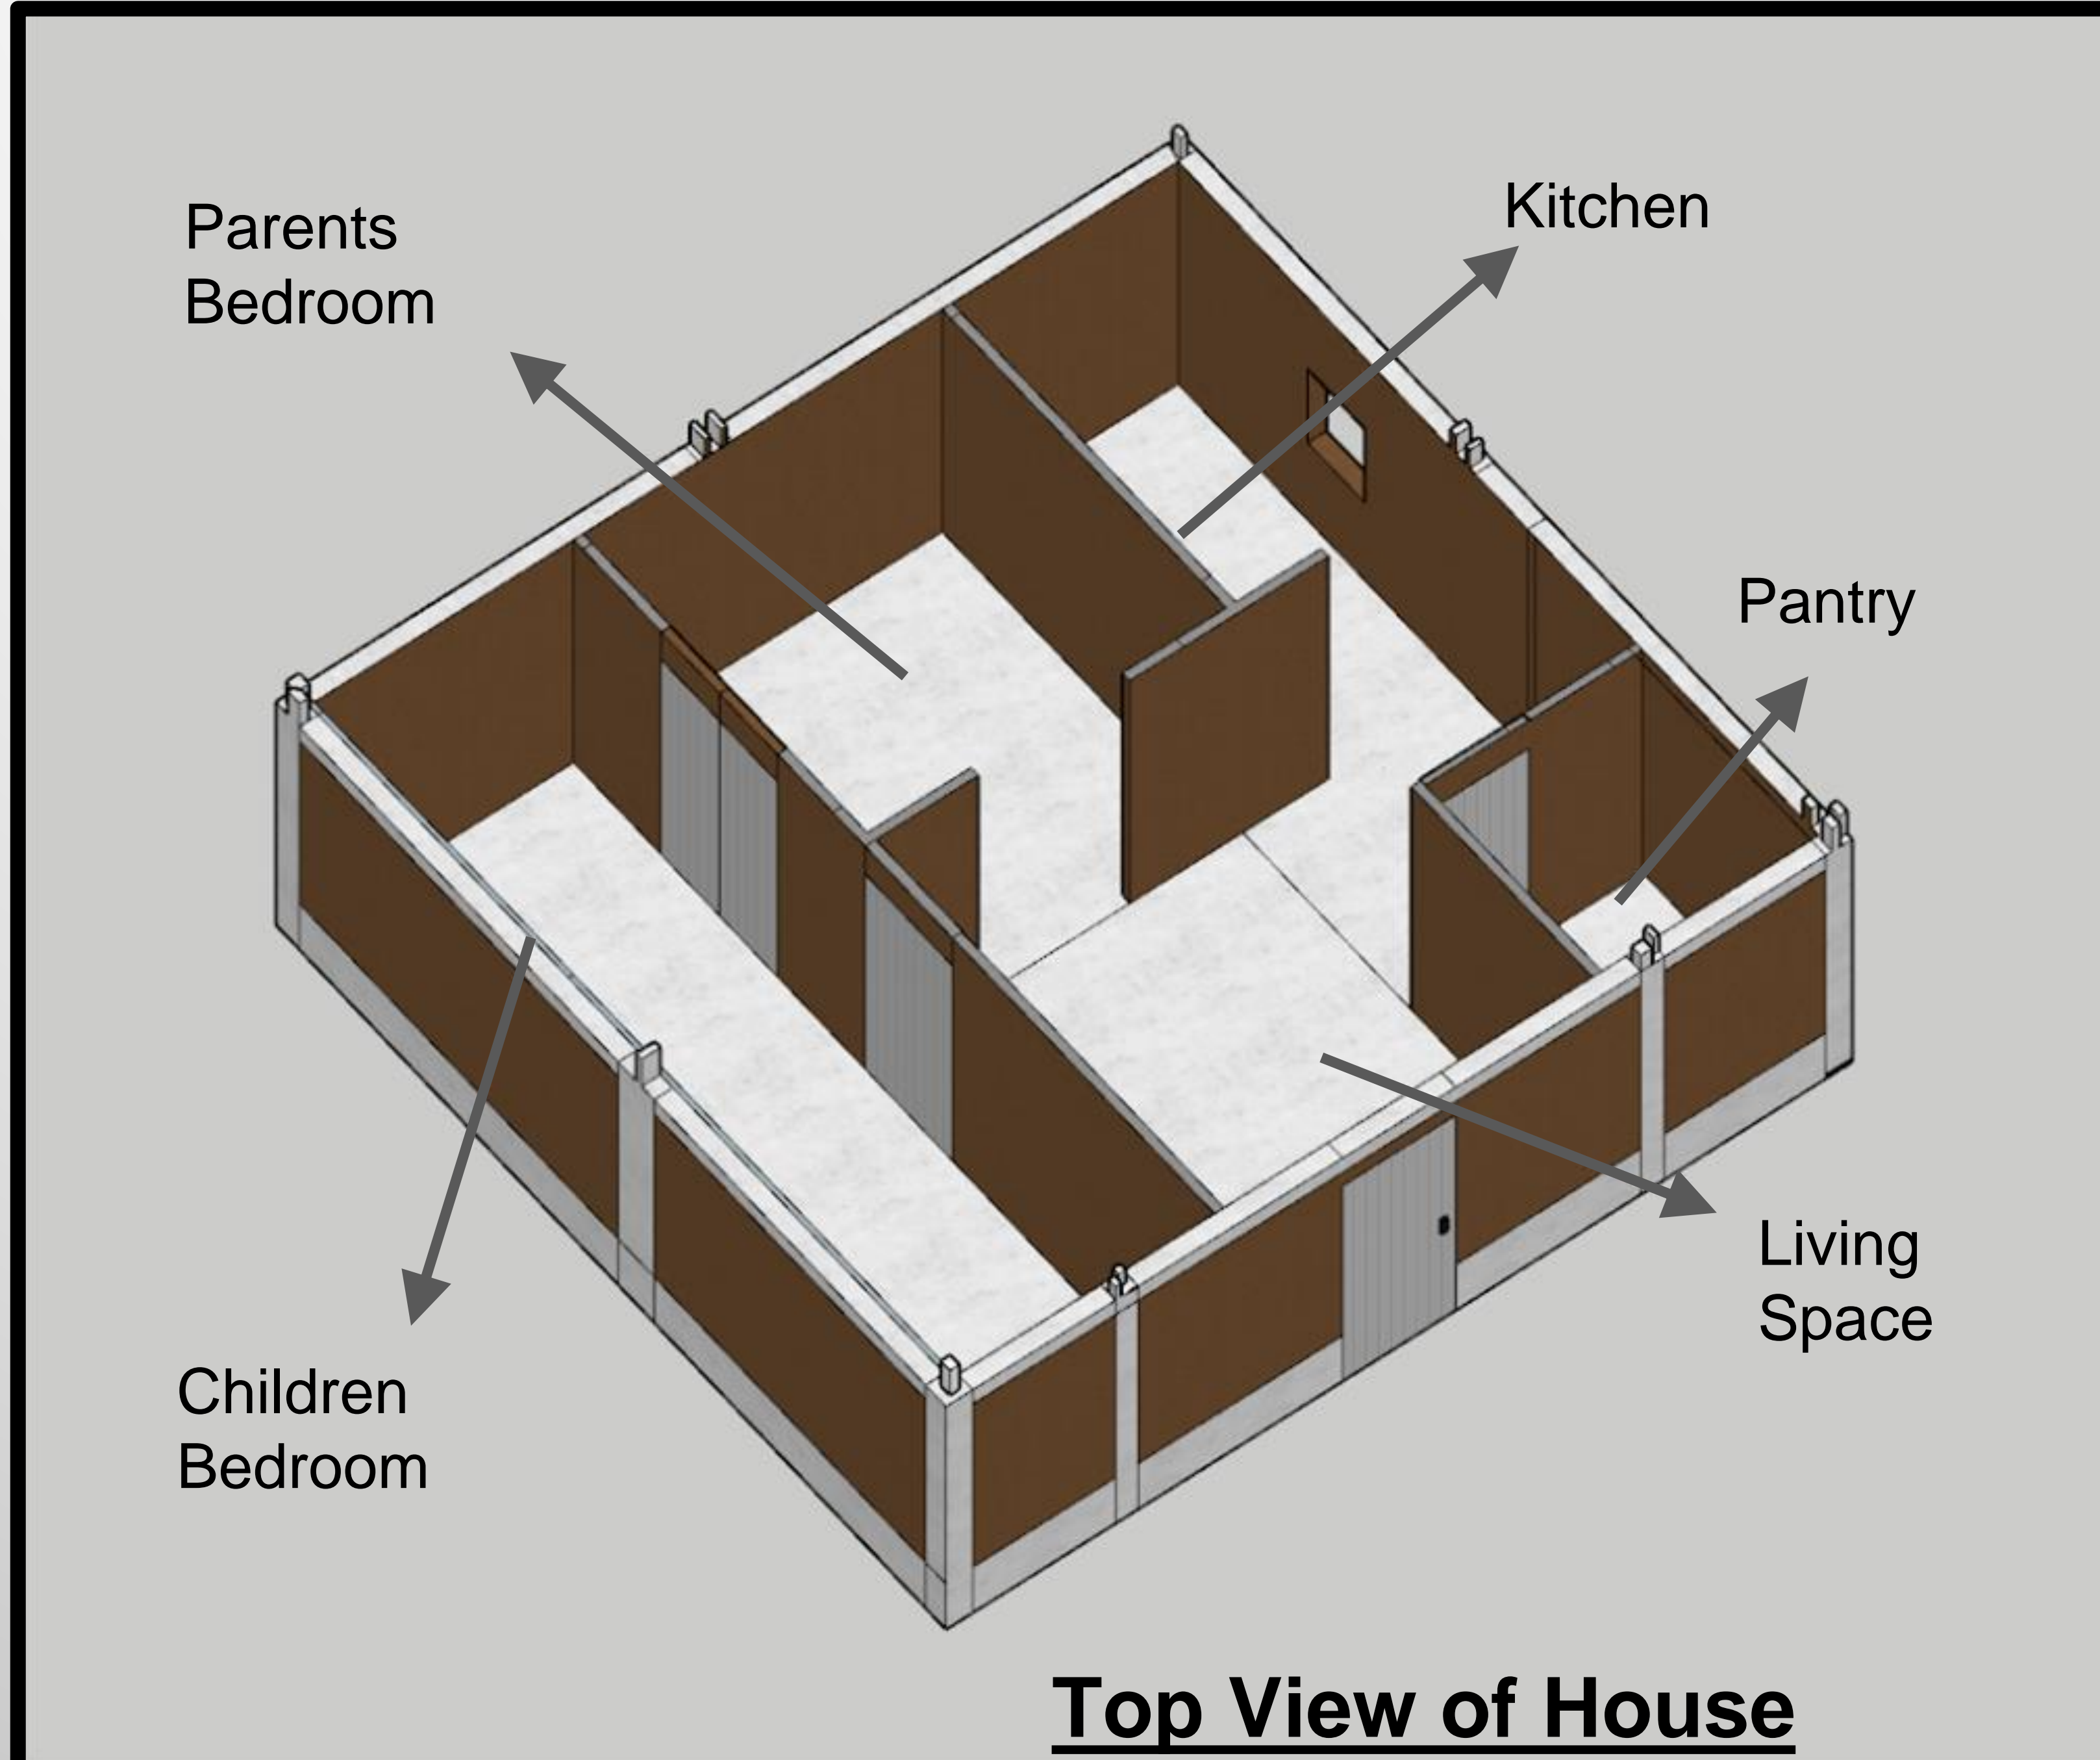 Parents
Bedroom
Kitchen
Pantry
Living
Space
Children
Bedroom
Top View of House